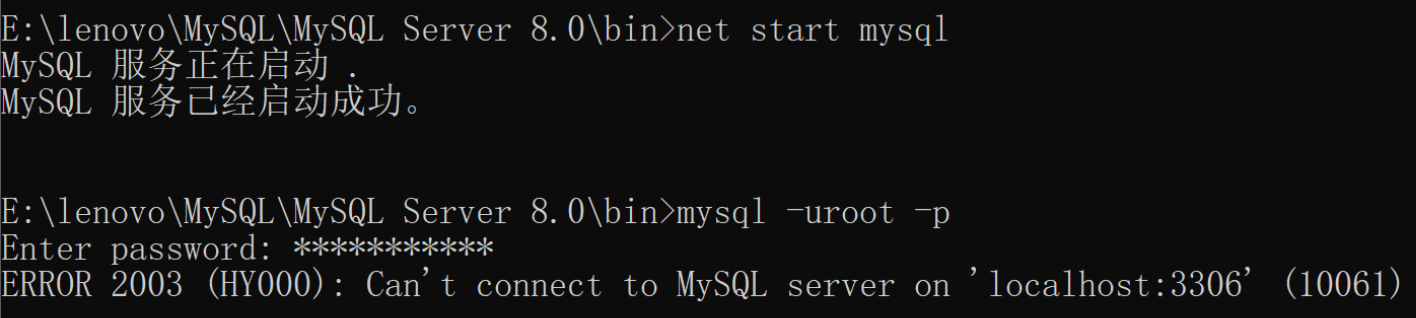 E:\lenovo\MySQL\MySQL Server 8.0\bin>net start mysql
MySQL 服务正在启动 .
MySQL 服务已经启动成功。
E:\lenovo\MySQL\MySQL Server 8.0\bin>mysql -uroot -p
Enter password: ***********
ERROR 2003 (HY000): Can't connect to MySQL server on 'localhost:3306' (10061)